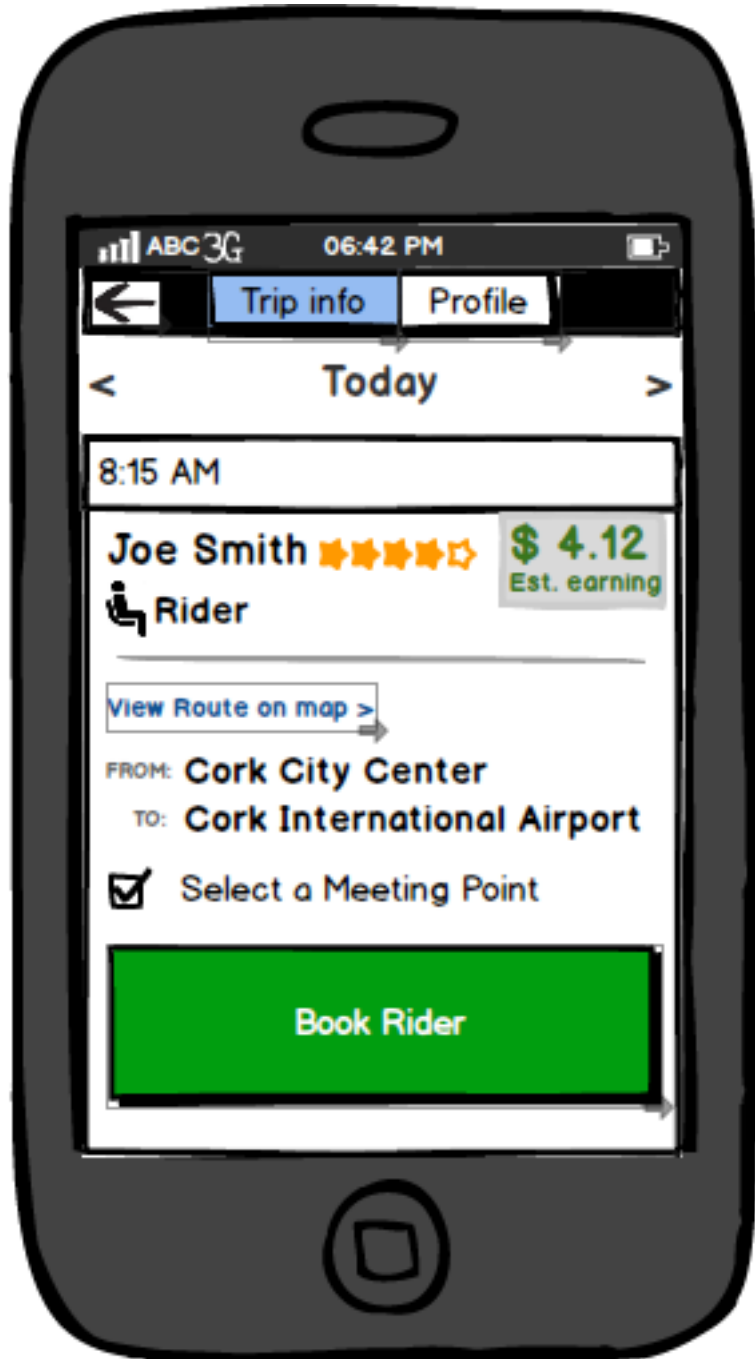 ABC 3G 06:42 PM
Trip info Profile
< Today >
8:15 AM
Joe Smith $ 4.12
Est. earning
Rider
View Route on map >
FROM: Cork City Center
TO: Cork International Airport
Select a Meeting Point
Book Rider